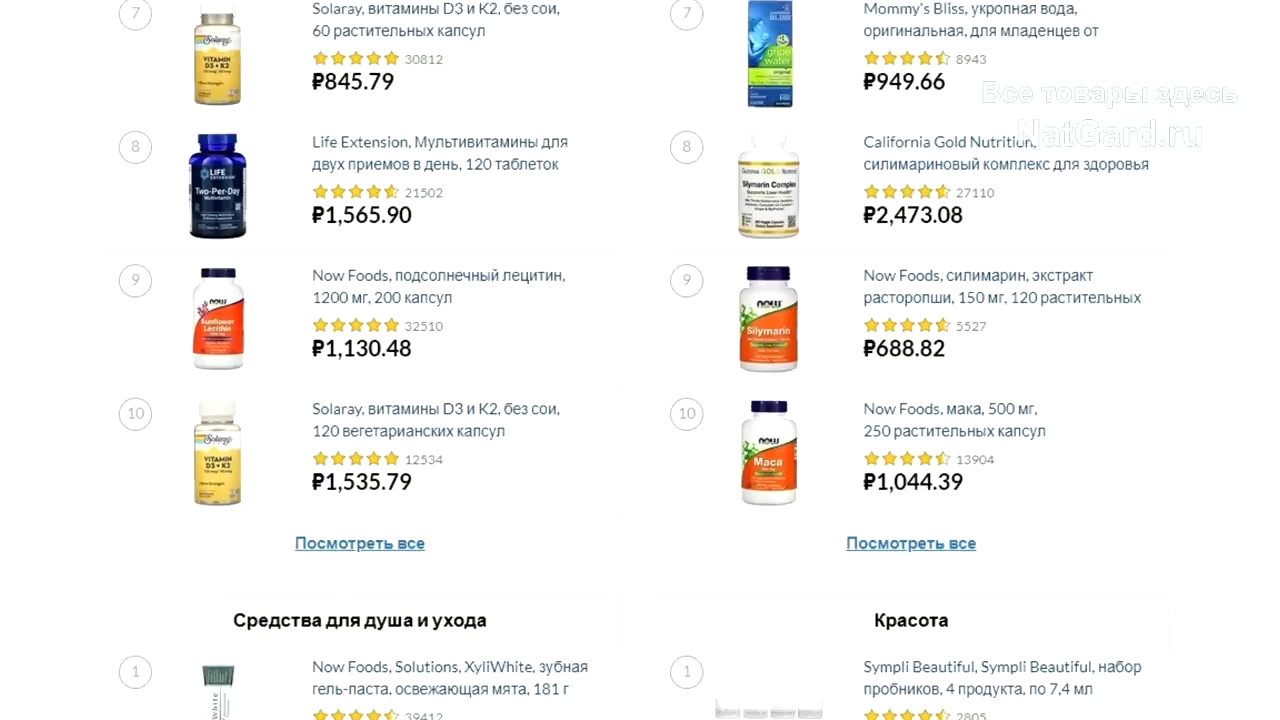 7
Solaray, витамины D3 и K2, без сои,
60 растительных капсул
30812
₽845.79
8
Life Extension, Мультивитамины для
двух приемов в день, 120 таблеток
21502
₽1,565.90
9
Now Foods, подсолнечный лецитин,
1200 мг, 200 капсул
32510
₽1,130.48
10
Solaray, витамины D3 и K2, без сои,
120 вегетарианских капсул
12534
₽1,535.79
Посмотреть все
7
Mommy's Bliss, укропная вода,
оригинальная, для младенцев от
8943
₽949.66
Все товары здесь
NatGard.ru
8
California Gold Nutrition,
силимариновый комплекс для здоровья
27110
₽2,473.08
9
Now Foods, силимарин, экстракт
расторопши, 150 мг, 120 растительных
5527
₽688.82
10
Now Foods, мака, 500 мг,
250 растительных капсул
13904
₽1,044.39
Посмотреть все
Средства для душа и ухода
1
Now Foods, Solutions, XyliWhite, зубная
гель-паста, освежающая мята, 181 г
39412
Красота
1
Sympli Beautiful, Sympli Beautiful, набор
пробников, 4 продукта, по 7,4 мл
2805